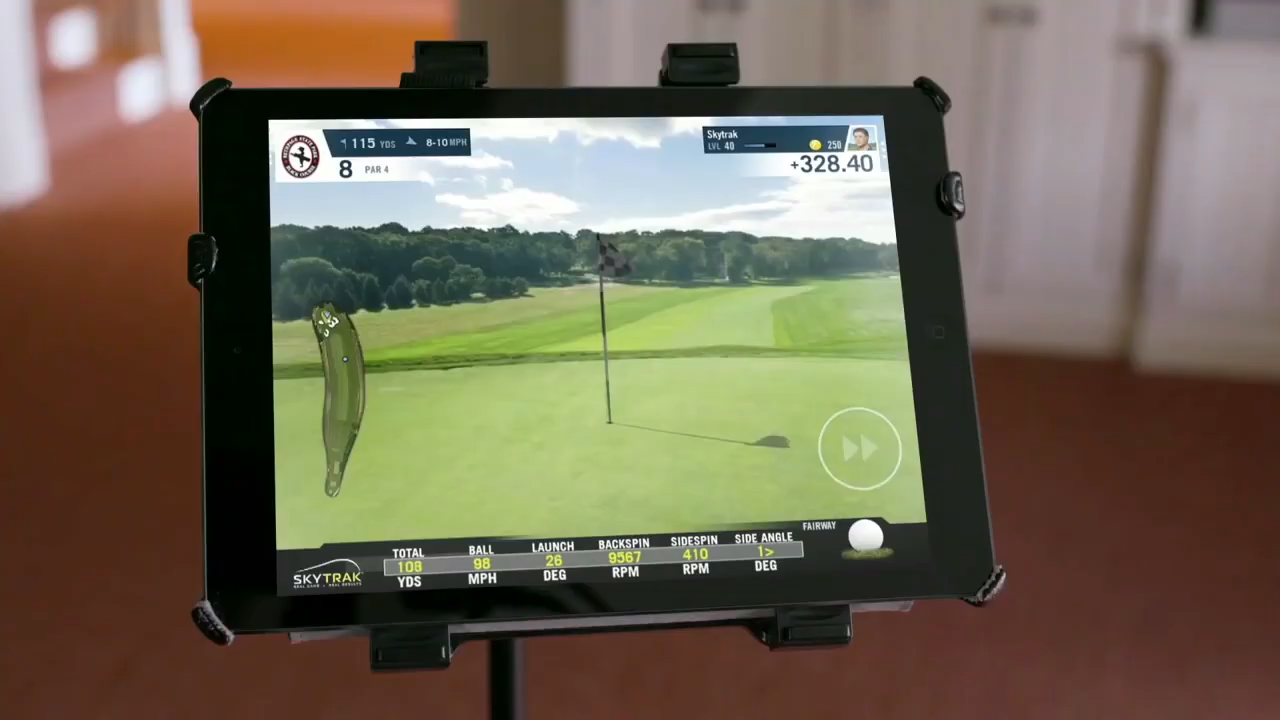 115 YDS 8-10 MPH
8 PAR 4
Skytrak
LVL 40 250
+328.40
FAIRWAY
TOTAL BALL LAUNCH BACKSPIN SIDESPIN SIDE ANGLE
108 98 26 9567 410 1>
YDS MPH DEG RPM RPM DEG
SKYTRAK